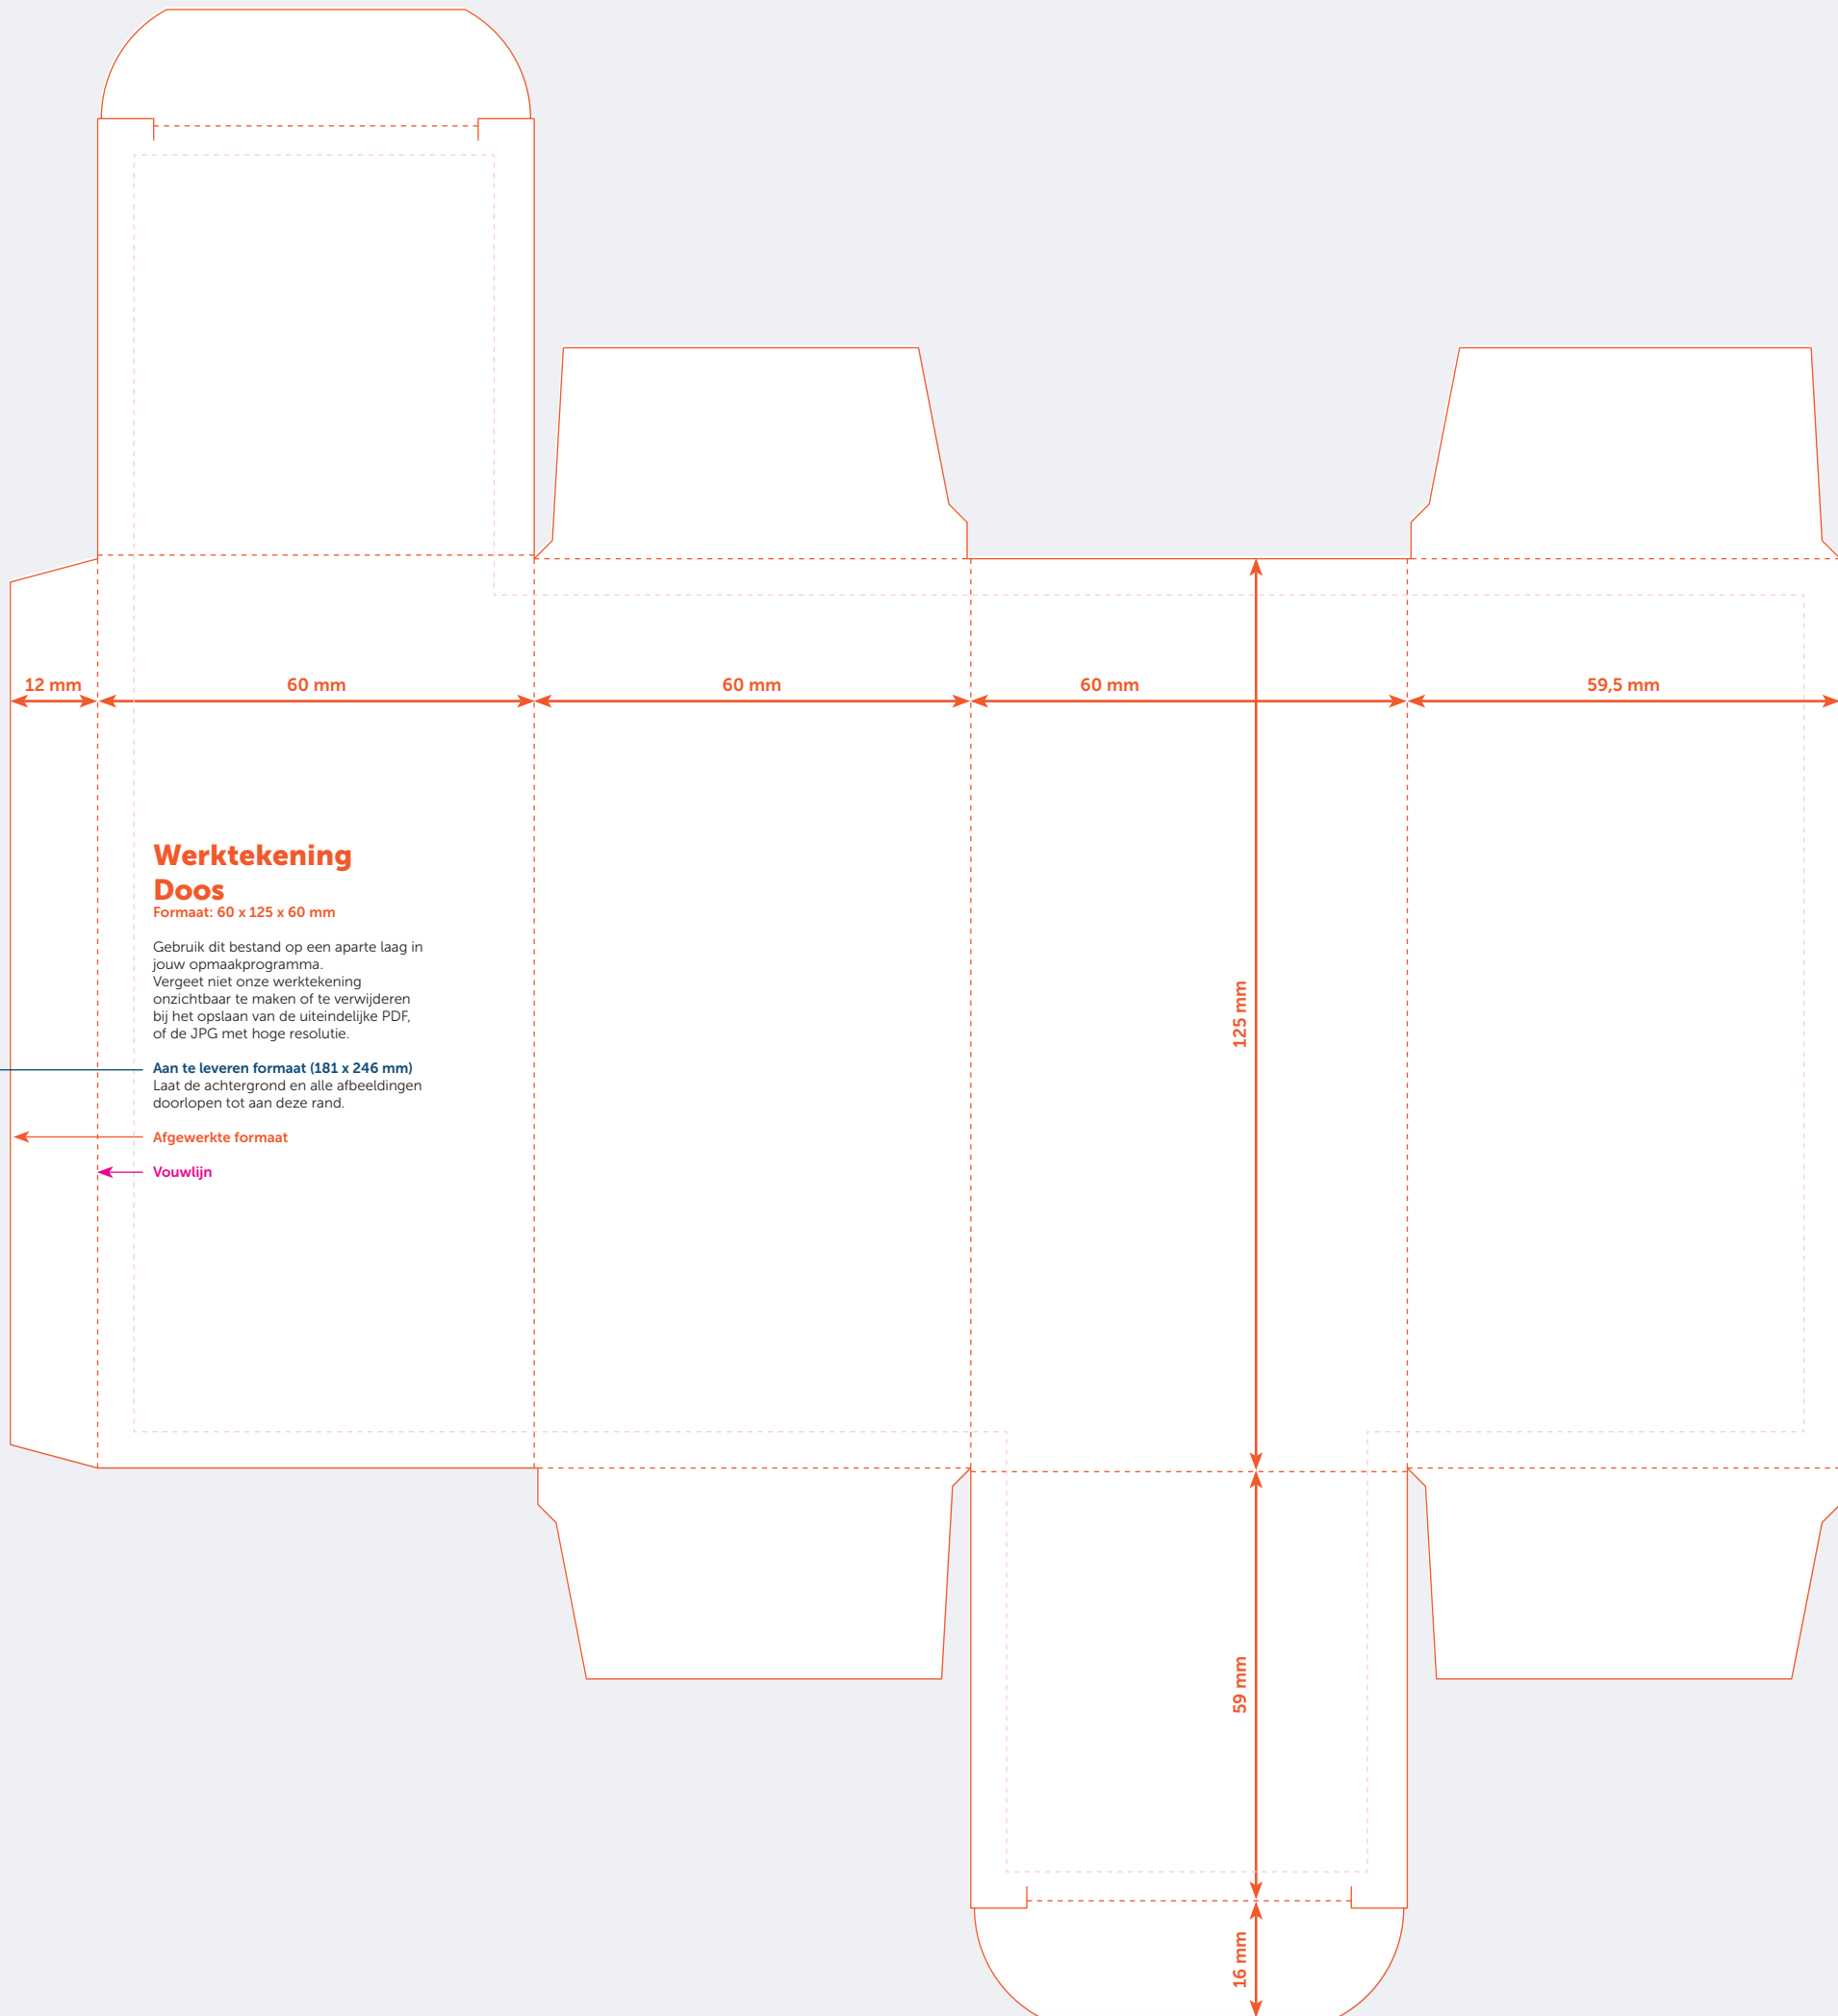 12 mm
60 mm
60 mm
60 mm
59,5 mm
Werktekening
Doos
Formaat: 60 x 125 x 60 mm
Gebruik dit bestand op een aparte laag in
jouw opmaakprogramma.
Vergeet niet onze werktekening
onzichtbaar te maken of te verwijderen
bij het opslaan van de uiteindelijke PDF,
of de JPG met hoge resolutie.
Aan te leveren formaat (181 x 246 mm)
Laat de achtergrond en alle afbeeldingen
doorlopen tot aan deze rand.
Afgewerkte formaat
Vouwlijn
125 mm
59 mm
16 mm